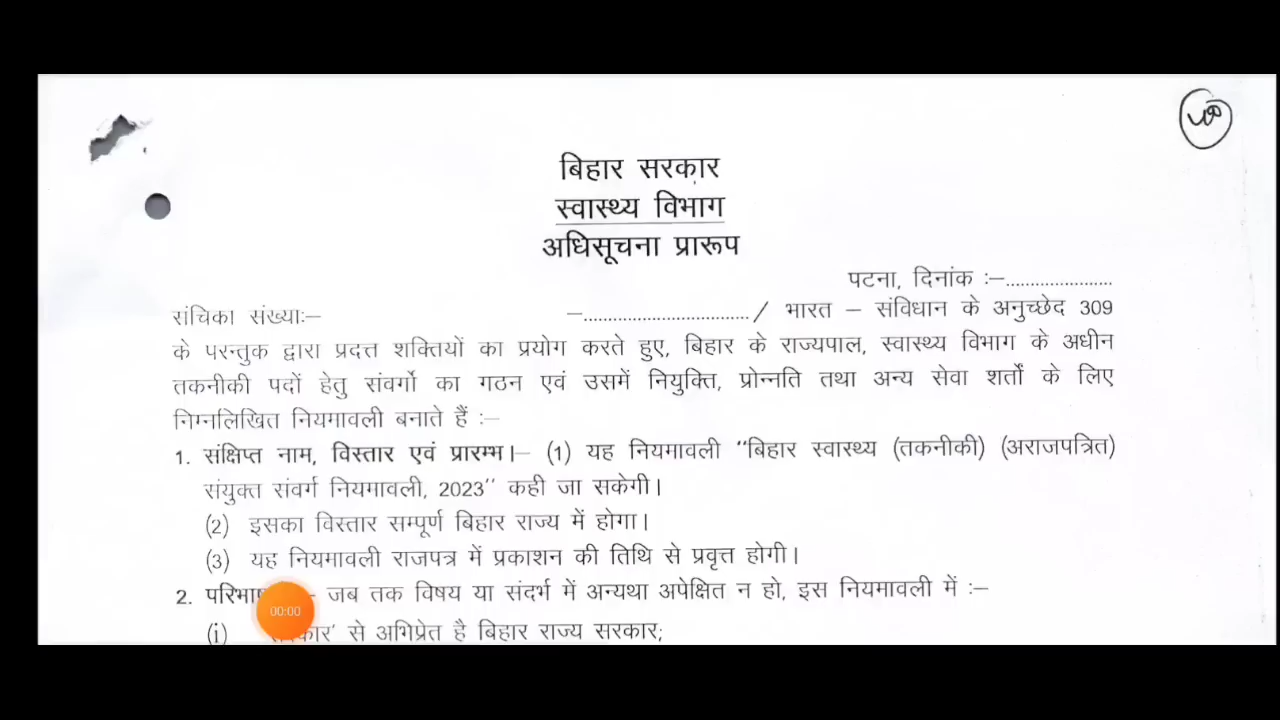 बिहार सरकार
स्वास्थ्य विभाग
अधिसूचना प्रारूप
पटना, दिनांक :–......................
संचिका संख्याः– –................................../ भारत – संविधान के अनुच्छेद 309
के परन्तुक द्वारा प्रदत्त शक्तियों का प्रयोग करते हुए, बिहार के राज्यपाल, स्वास्थ्य विभाग के अधीन
तकनीकी पदों हेतु संवर्गो का गठन एवं उसमें नियुक्ति, प्रोन्नति तथा अन्य सेवा शर्तों के लिए
निम्नलिखित नियमावली बनाते हैं :–
1. संक्षिप्त नाम, विस्तार एवं प्रारम्भ।– (1) यह नियमावली "बिहार स्वास्थ्य (तकनीकी) (अराजपत्रित)
संयुक्त संवर्ग नियमावली, 2023" कही जा सकेगी।
(2) इसका विस्तार सम्पूर्ण बिहार राज्य में होगा।
(3) यह नियमावली राजपत्र में प्रकाशन की तिथि से प्रवृत्त होगी।
2. – जब तक विषय या संदर्भ में अन्यथा अपेक्षित न हो, इस नियमावली में :–
00:00
(i) से अभिप्रेत है बिहार राज्य सरकार;